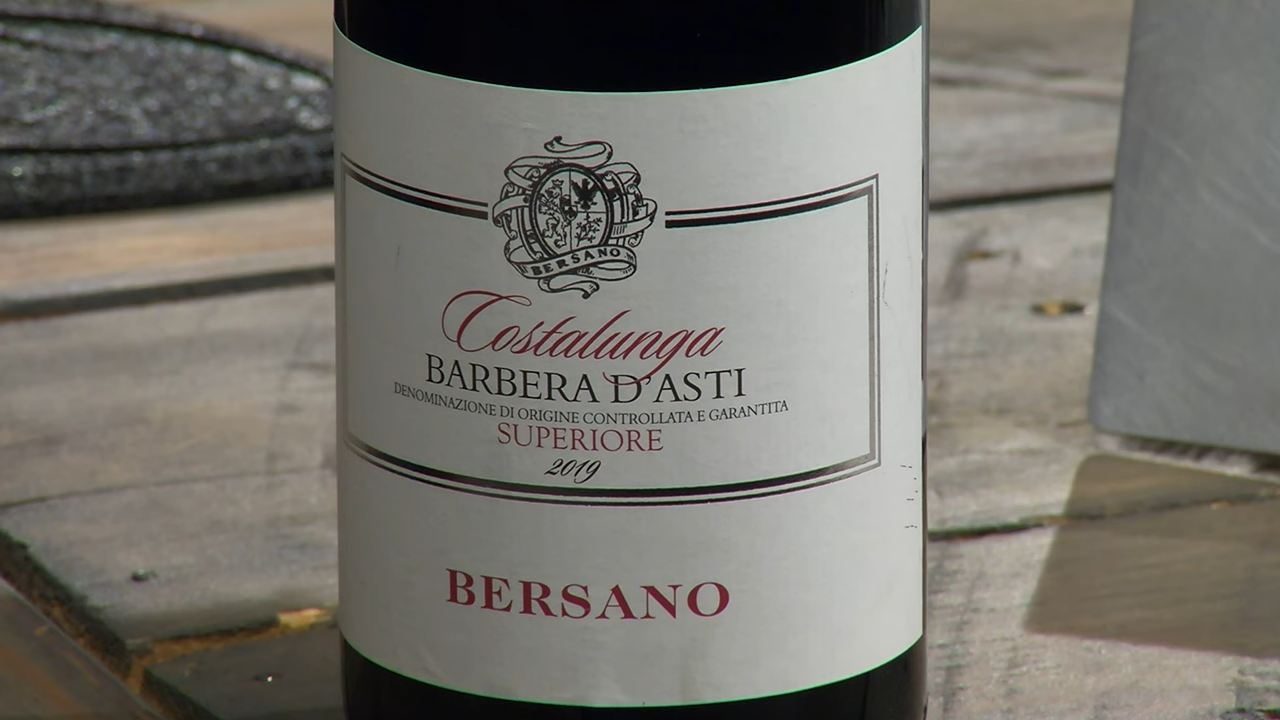 BERSANO
Costalunga
BARBERA D'ASTI
DENOMINAZIONE DI ORIGINE CONTROLLATA E GARANTITA
SUPERIORE
2019
BERSANO